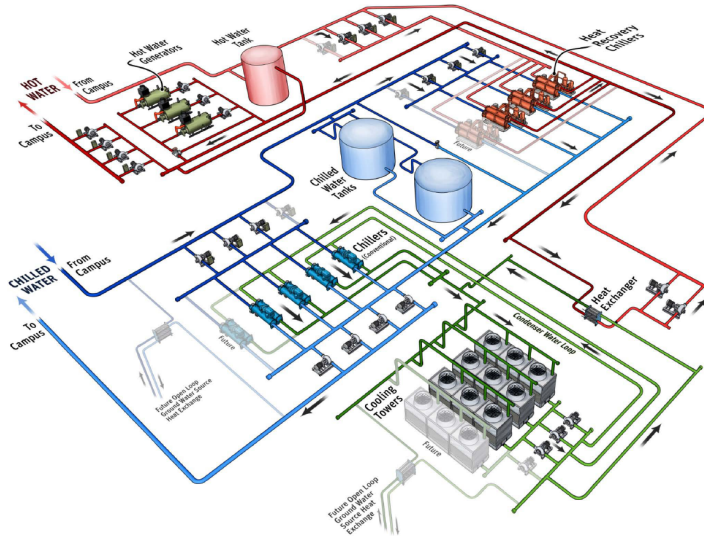 Hot Water
Generators
Hot Water
Tank
Heat
Recovery
Chillers
HOT
WATER
From
Campus
To
Campus
Future
Chilled
Water
Tanks
CHILLED
WATER
From
Campus
To
Campus
Chillers
(Conventional)
Future
Heat
Exchanger
Condenser Water Loop
Cooling
Towers
Future
Future Open Loop
Ground Water Source
Heat Exchange
Future Open Loop
Ground Water
Source Heat
Exchange